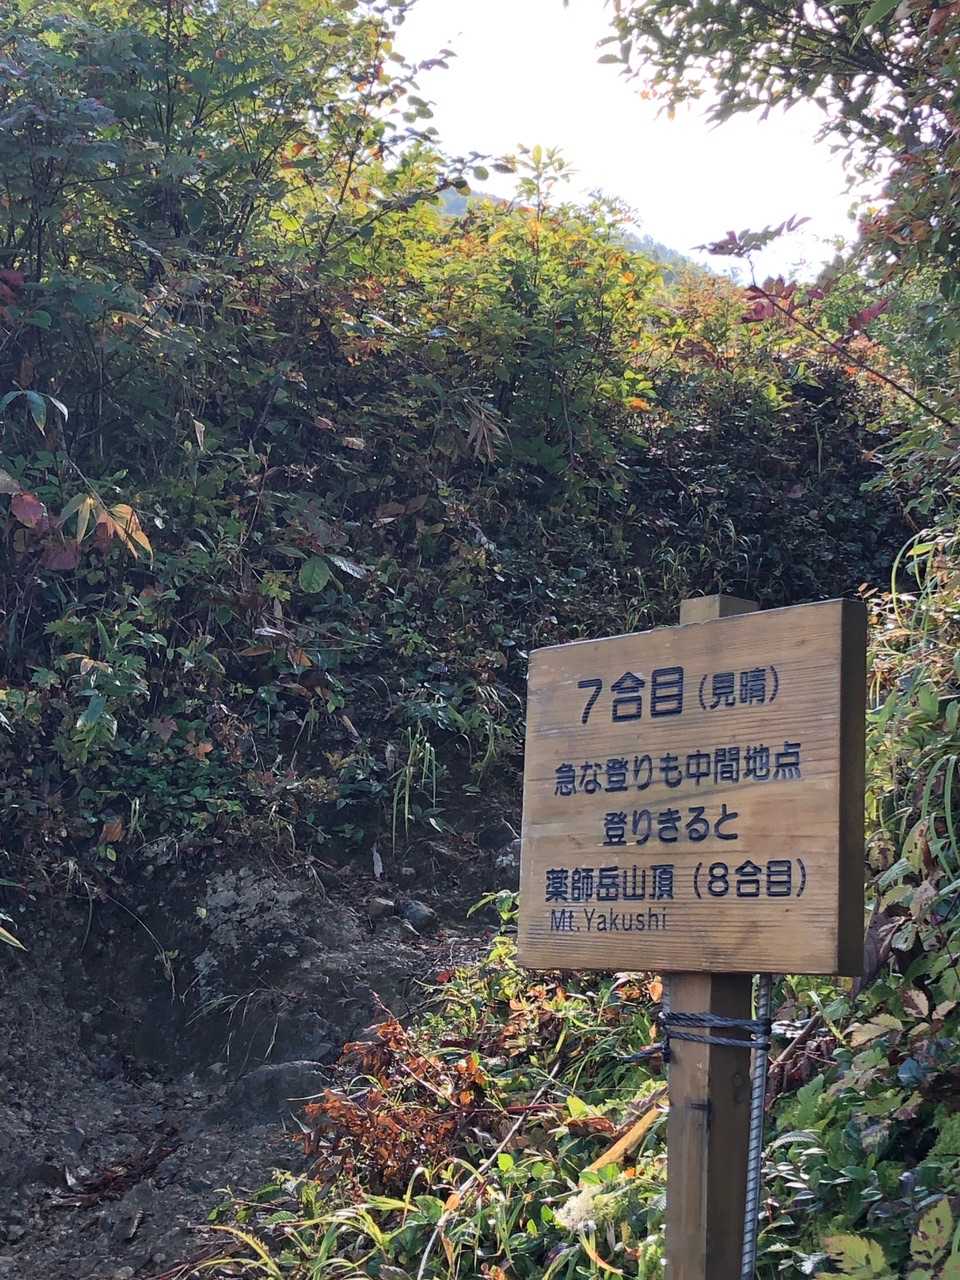 7合目(見晴)
急な登りも中間地点
登りきると
薬師岳山頂(8合目)
Mt.Yakushi